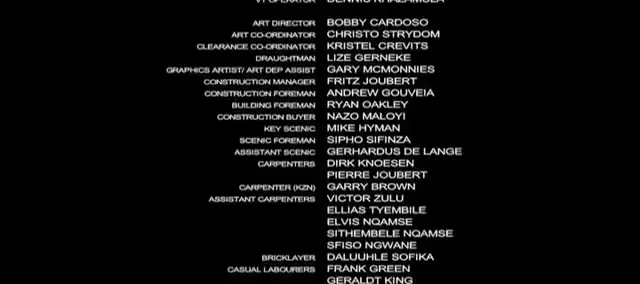 VT OPERATOR DENNIS KHALAMULA
ART DIRECTOR BOBBY CARDOSO
ART CO-ORDINATOR CHRISTO STRYDOM
CLEARANCE CO-ORDINATOR KRISTEL CREVITS
DRAUGHTMAN LIZE GERNEKE
GRAPHICS ARTIST/ ART DEP ASSIST GARY MCMONNIES
CONSTRUCTION MANAGER FRITZ JOUBERT
CONSTRUCTION FOREMAN ANDREW GOUVEIA
BUILDING FOREMAN RYAN OAKLEY
CONSTRUCTION BUYER NAZO MALOYI
KEY SCENIC MIKE HYMAN
SCENIC FOREMAN SIPHO SIFINZA
ASSISTANT SCENIC GERHARDUS DE LANGE
CARPENTERS DIRK KNOESEN
PIERRE JOUBERT
CARPENTER (KZN) GARRY BROWN
ASSISTANT CARPENTERS VICTOR ZULU
ELLIAS TYEMBILE
ELVIS NQAMSE
SITHEMBELE NQAMSE
SFISO NGWANE
BRICKLAYER DALUUHLE SOFIKA
CASUAL LABOURERS FRANK GREEN
GERALDT KING